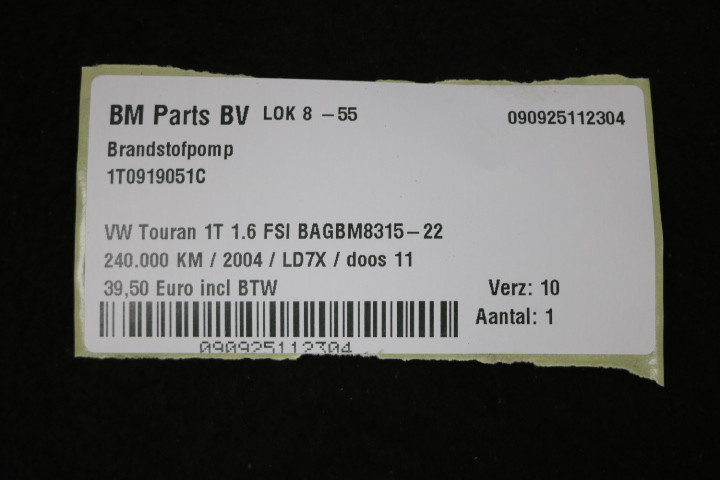 BM Parts BV LOK 8 -55 090925112304
Brandstofpomp
1T0919051C
VW Touran 1T 1.6 FSI BAGBM8315-22
240.000 KM / 2004 / LD7X / doos 11
39,50 Euro incl BTW Verz: 10
Aantal: 1
090925112304